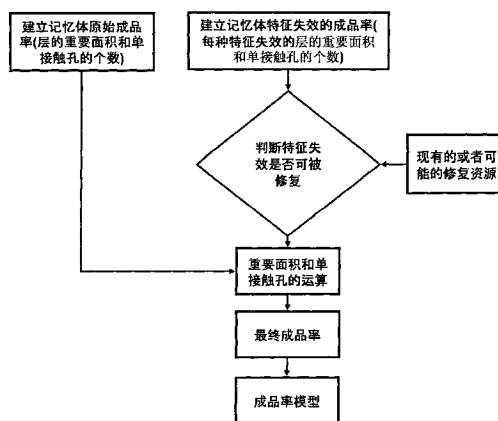 建立记忆体原始成品
率(层的重要面积和单
接触孔的个数)
建立记忆体特征失效的成品率(
每种特征失效的层的重要面积
和单接触孔的个数)
判断特征失
效是否可被
修复
现有的或者可
能的修复资源
重要面积和单
接触孔的运算
最终成品率
成品率模型